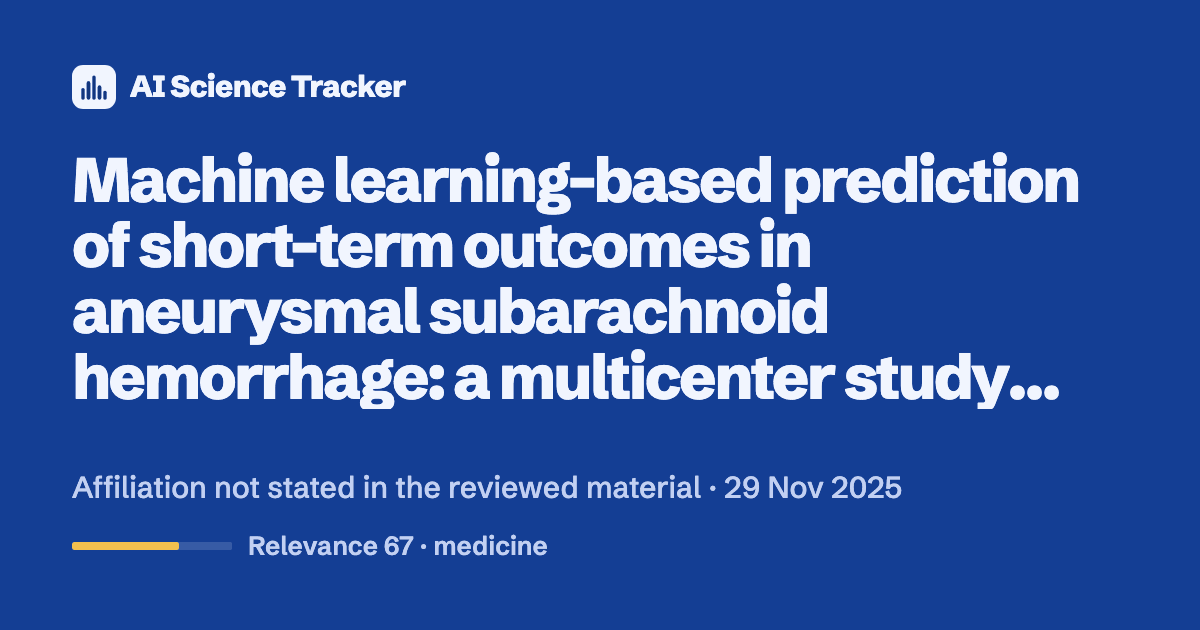 AI Science Tracker
Machine learning-based prediction
of short-term outcomes in
aneurysmal subarachnoid
hemorrhage: a multicenter study...
Affiliation not stated in the reviewed material · 29 Nov 2025
Relevance 67 · medicine